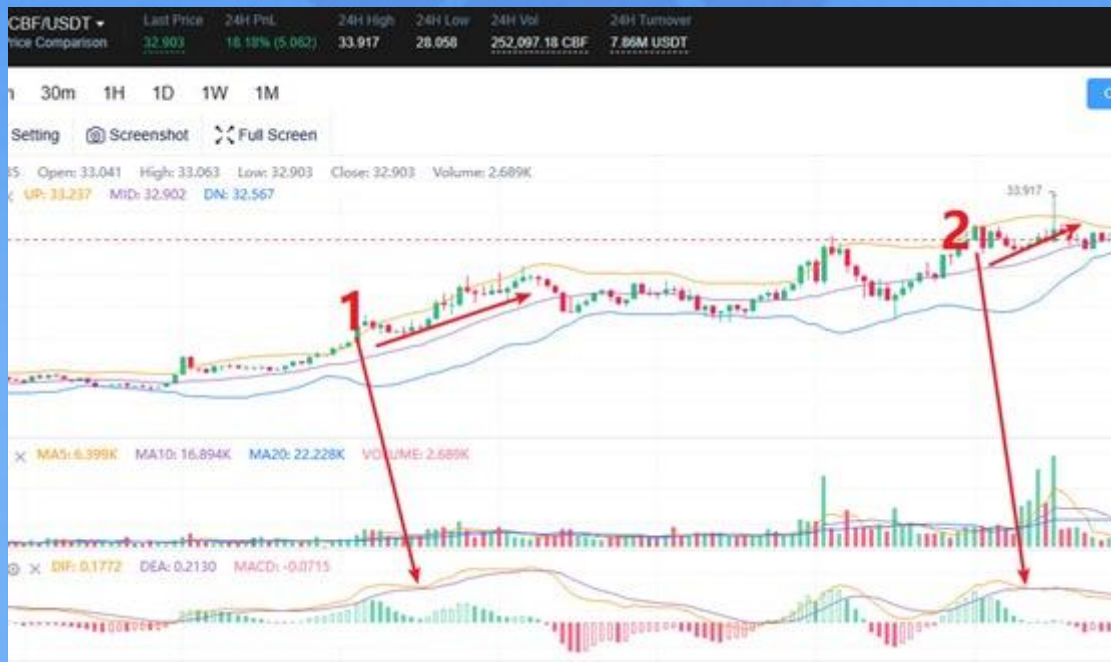 CBF/USDT Last Price 24H PnL 24H High 24H Low 24H Vol 24H Turnover
Price Comparison 32.903 18.18% (5.062) 33.917 28.058 252,097.18 CBF 7.86M USDT
30m 1H 1D 1W 1M
Setting Screenshot Full Screen
Open: 33.041 High: 33.063 Low: 32.903 Close: 32.903 Volume: 2.689K
UP: 33.237 MID: 32.902 DN: 32.567
33.917
2
1
MA5: 6.399K MA10: 16.894K MA20: 22.228K VOLUME: 2.689K
DIF: 0.1772 DEA: 0.2130 MACD: -0.0715